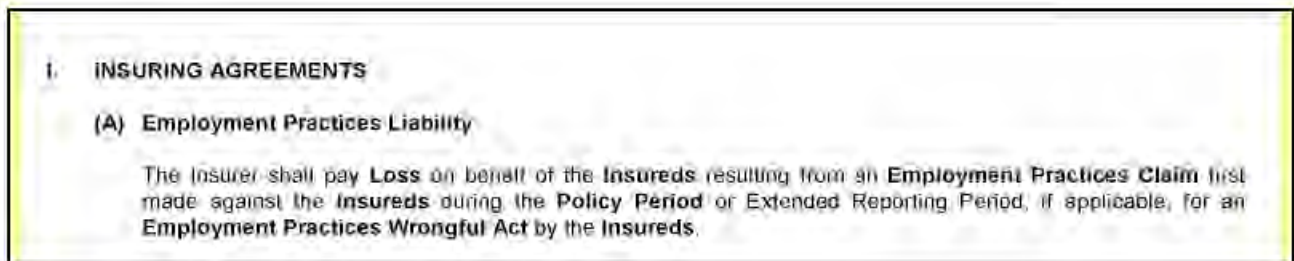 I. INSURING AGREEMENTS
(A) Employment Practices Liability
The Insurer shall pay Loss on behalf of the Insureds resulting from an Employment Practices Claim first
made against the Insureds during the Policy Period or Extended Reporting Period, if applicable, for an
Employment Practices Wrongful Act by the Insureds.